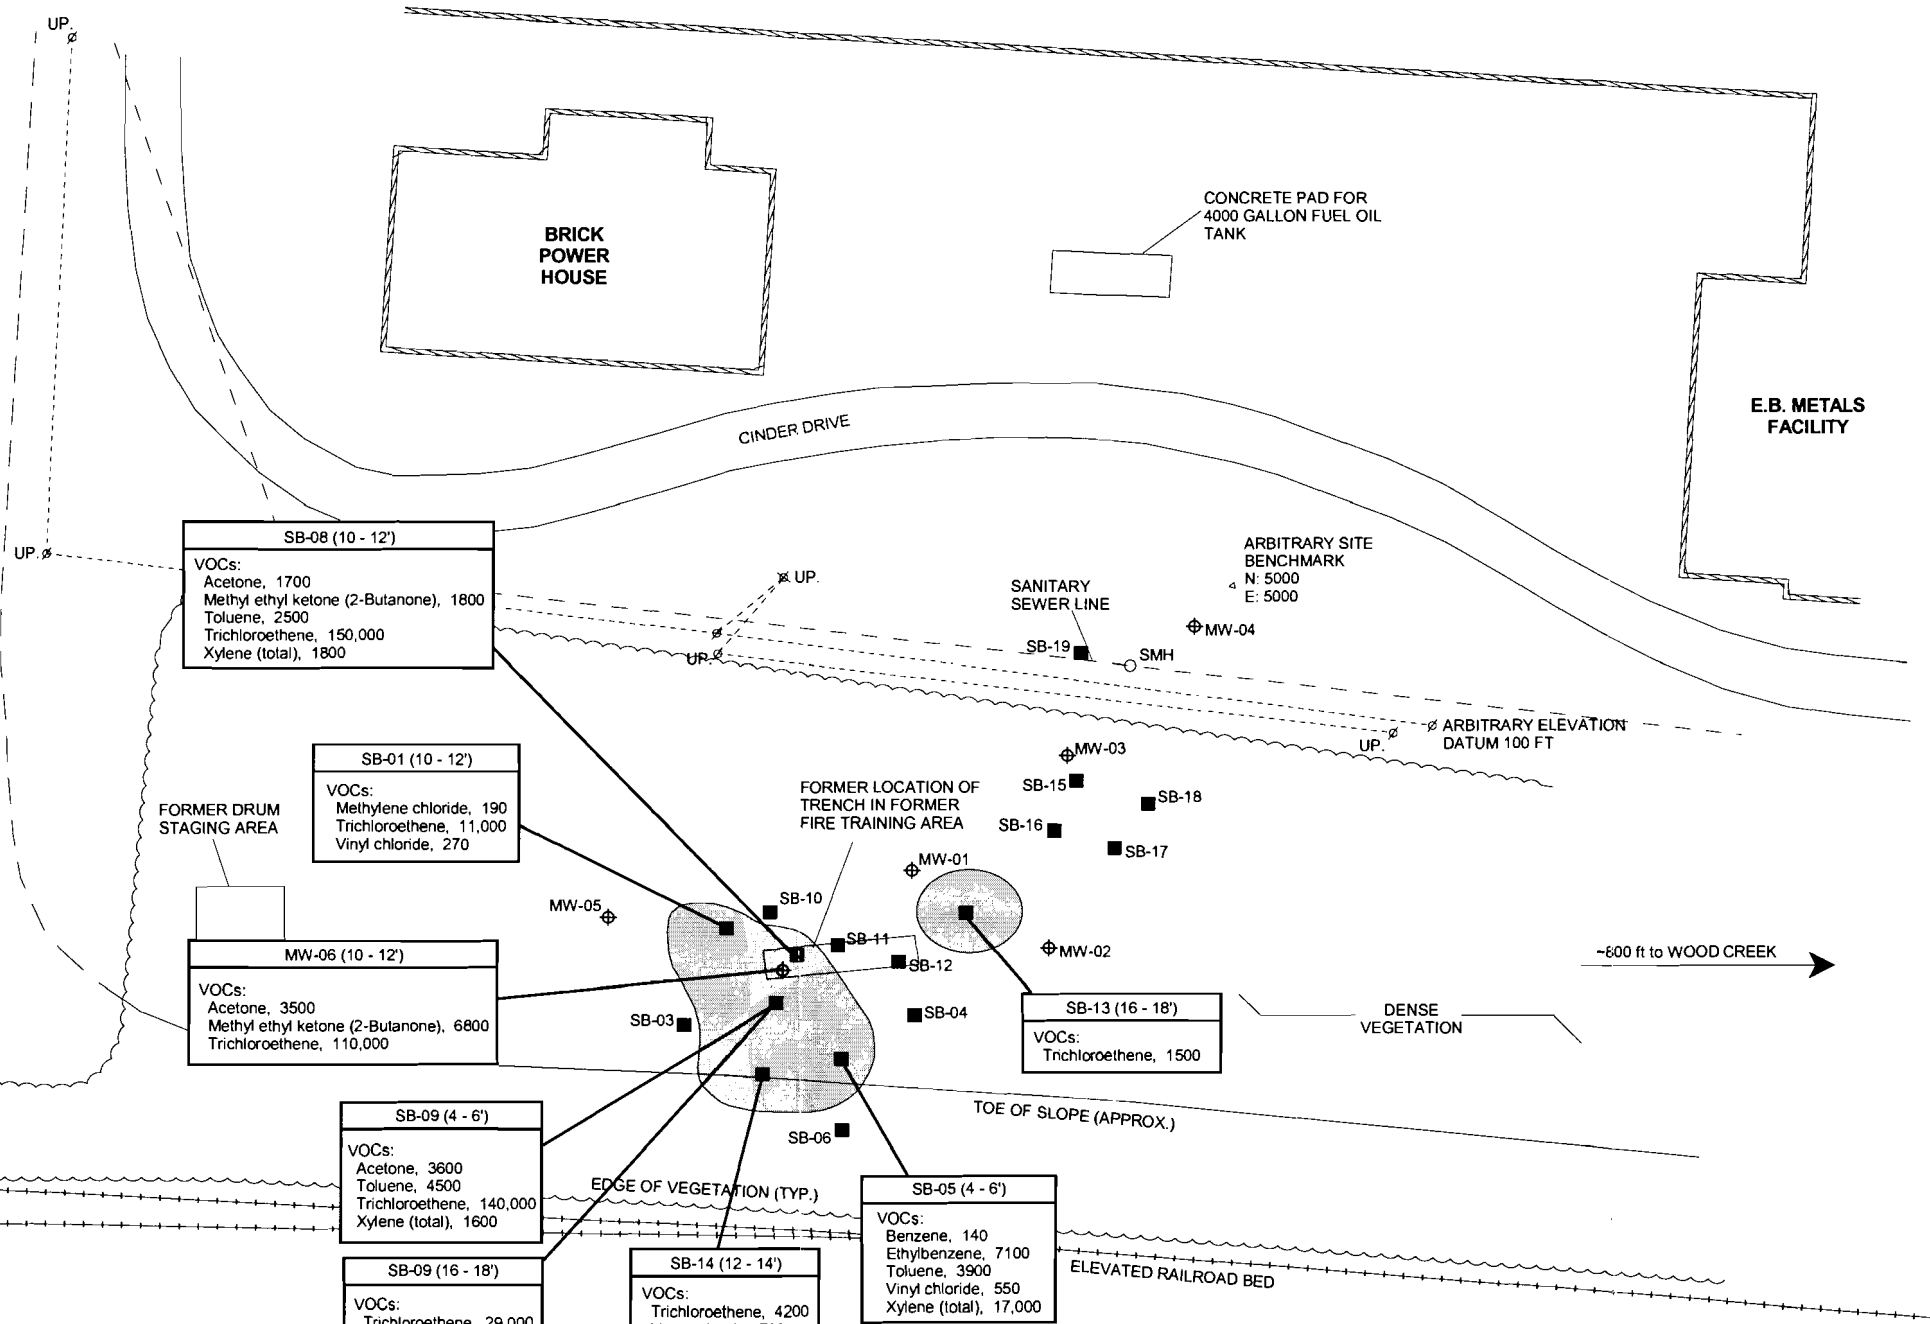 UP.
BRICK
POWER
HOUSE
CONCRETE PAD FOR
4000 GALLON FUEL OIL
TANK
E.B. METALS
FACILITY
CINDER DRIVE
UP.
SB-08 (10 - 12')
VOCs:
Acetone, 1700
Methyl ethyl ketone (2-Butanone), 1800
Toluene, 2500
Trichloroethene, 150,000
Xylene (total), 1800
UP.
UP.
SANITARY
SEWER LINE
ARBITRARY SITE
BENCHMARK
N: 5000
E: 5000
MW-04
SB-19
SMH
ARBITRARY ELEVATION
DATUM 100 FT
UP.
MW-03
SB-15
SB-18
SB-16
SB-17
SB-01 (10 - 12')
VOCs:
Methylene chloride, 190
Trichloroethene, 11,000
Vinyl chloride, 270
FORMER DRUM
STAGING AREA
FORMER LOCATION OF
TRENCH IN FORMER
FIRE TRAINING AREA
MW-01
MW-05
SB-10
SB-11
SB-12
MW-02
~800 ft to WOOD CREEK
MW-06 (10 - 12')
VOCs:
Acetone, 3500
Methyl ethyl ketone (2-Butanone), 6800
Trichloroethene, 110,000
SB-03
SB-04
SB-13 (16 - 18')
VOCs:
Trichloroethene, 1500
DENSE
VEGETATION
TOE OF SLOPE (APPROX.)
SB-06
SB-09 (4 - 6')
VOCs:
Acetone, 3600
Toluene, 4500
Trichloroethene, 140,000
Xylene (total), 1600
EDGE OF VEGETATION (TYP.)
SB-05 (4 - 6')
VOCs:
Benzene, 140
Ethylbenzene, 7100
Toluene, 3900
Vinyl chloride, 550
Xylene (total), 17,000
ELEVATED RAILROAD BED
SB-09 (16 - 18')
VOCs:
Trichloroethene, 29,000
SB-14 (12 - 14')
VOCs:
Trichloroethene, 4200